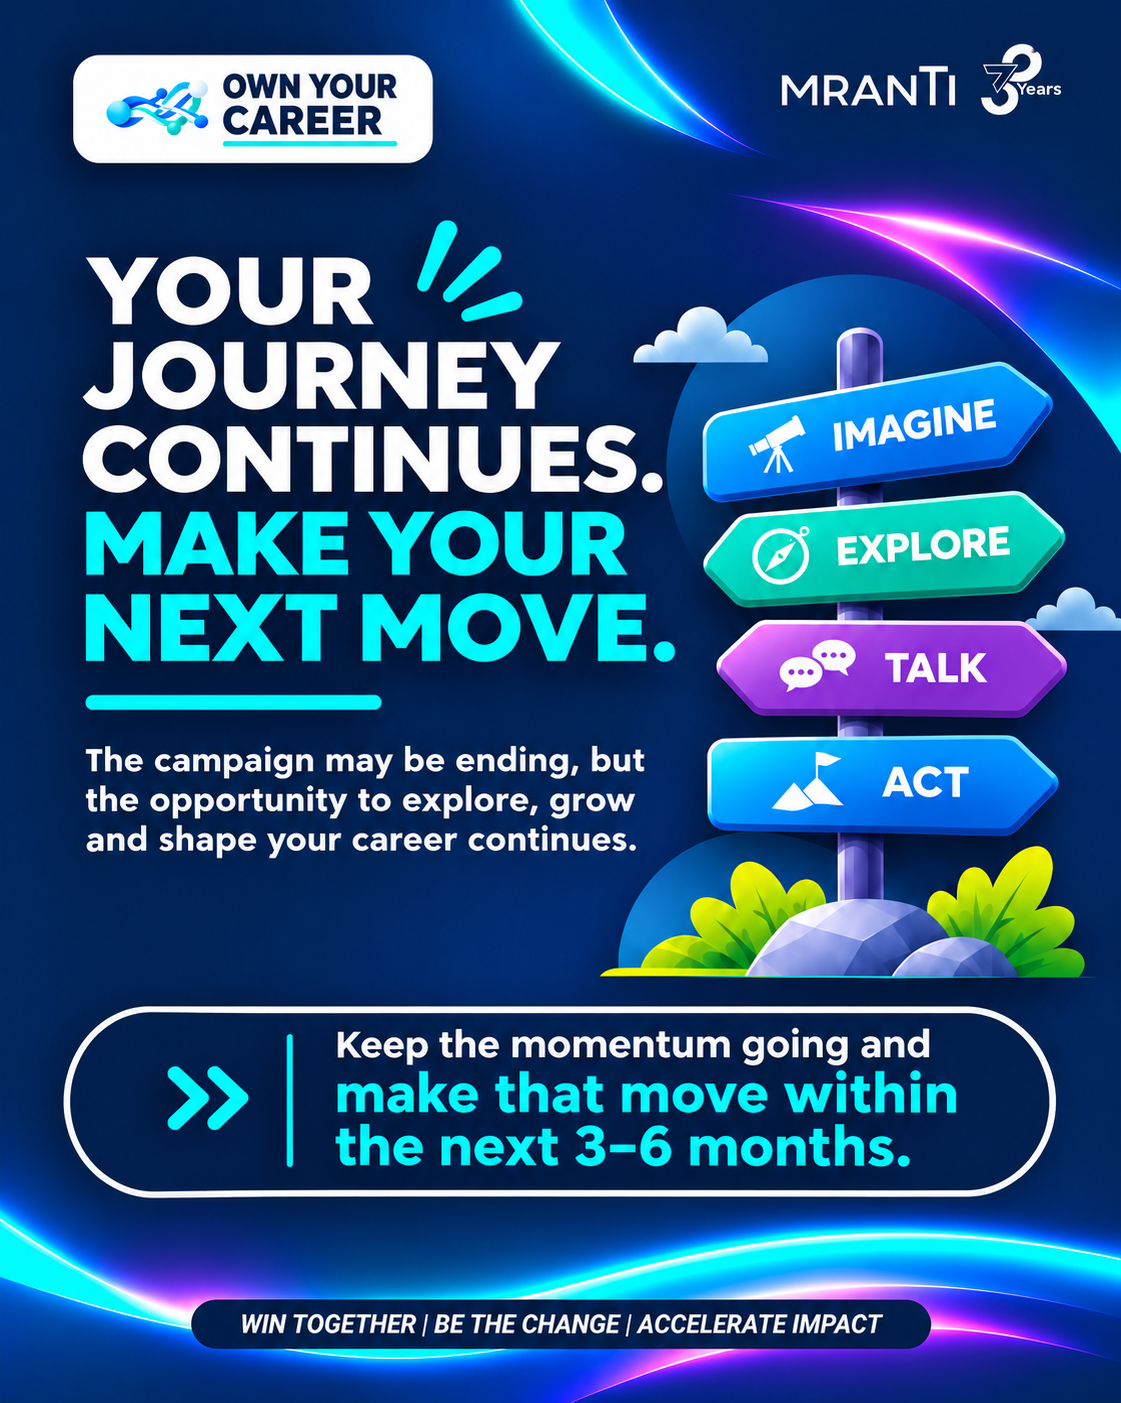 OWN YOUR
CAREER
MRANTI
Years
YOUR
JOURNEY
CONTINUES.
MAKE YOUR
NEXT MOVE.
The campaign may be ending, but
the opportunity to explore, grow
and shape your career continues.
IMAGINE
EXPLORE
TALK
ACT
Keep the momentum going and
make that move within
the next 3–6 months.
WIN TOGETHER | BE THE CHANGE | ACCELERATE IMPACT